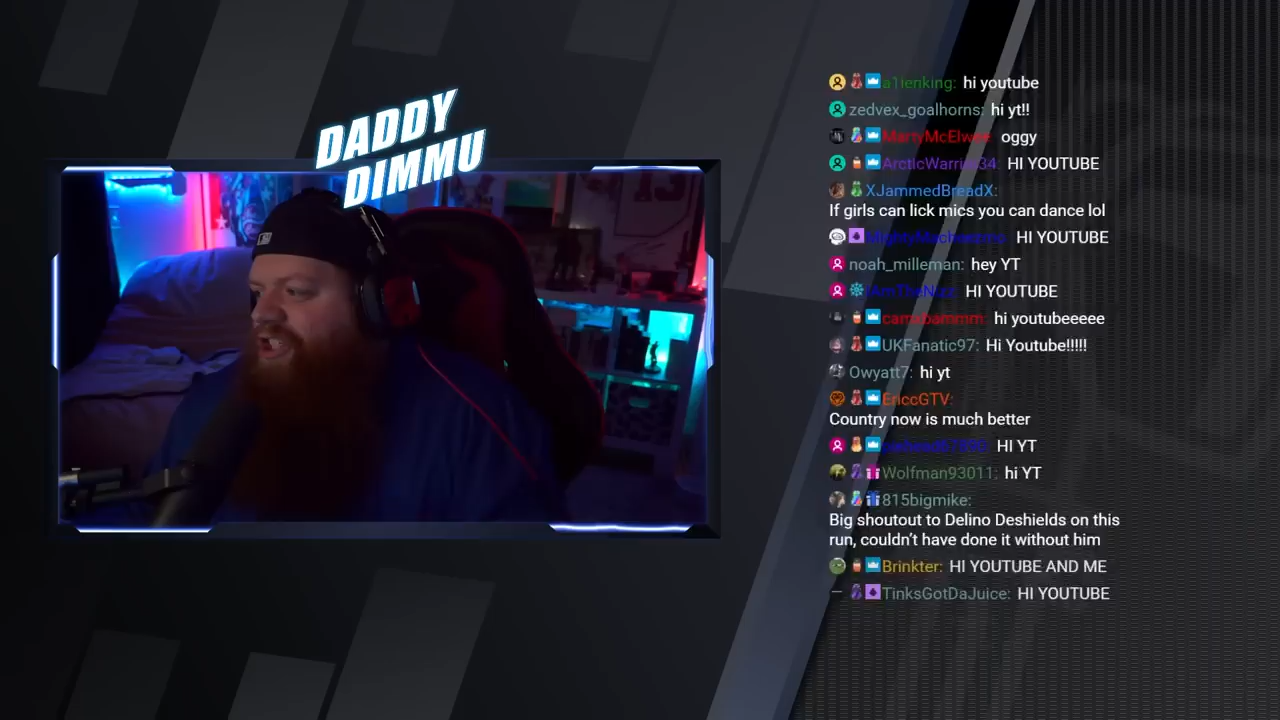 DADDY
DIMMU
a1ienking: hi youtube
zedvex_goalhorns: hi yt!!
MartyMcElwee oggy
ArcticWarrior34: HI YOUTUBE
XJammedBreadX:
If girls can lick mics you can dance lol
HI YOUTUBE
noah_milleman: hey YT
IAmTheNizz: HI YOUTUBE
hi youtubeeeee
UKFanatic97: Hi Youtube!!!!!
Owyatt7: hi yt
EriccGTV:
Country now is much better
HI YT
Wolfman93011: hi YT
815bigmike:
Big shoutout to Delino Deshields on this
run, couldn't have done it without him
Brinkter: HI YOUTUBE AND ME
TinksGotDaJuice: HI YOUTUBE